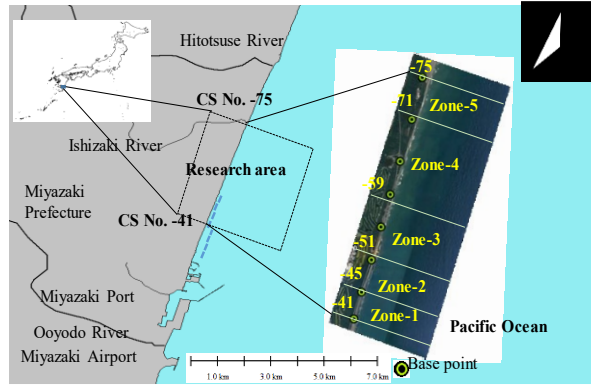 Hitotsuse River
CS No. -75
Ishizaki River
Research area
Miyazaki
Prefecture
CS No. -41
Miyazaki Port
Ooyodo River
Miyazaki Airport
-75
Zone-5
-71
Zone-4
-59
Zone-3
-51
Zone-2
-45
Zone-1
-41
Pacific Ocean
Base point
1.0 km
3.0 km
5.0 km
7.0 km